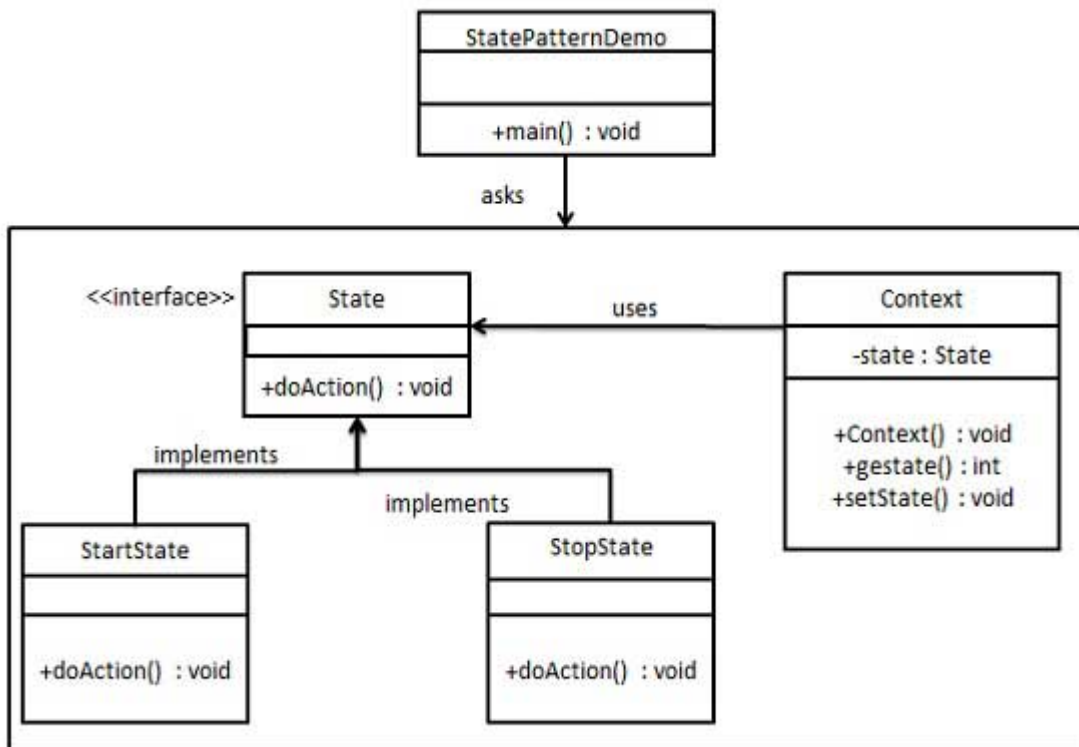 StatePatternDemo
+main() : void
asks
<<interface>>
State
+doAction() : void
uses
Context
-state : State
+Context() : void
+gestate() : int
+setState() : void
implements
implements
StartState
+doAction() : void
StopState
+doAction() : void